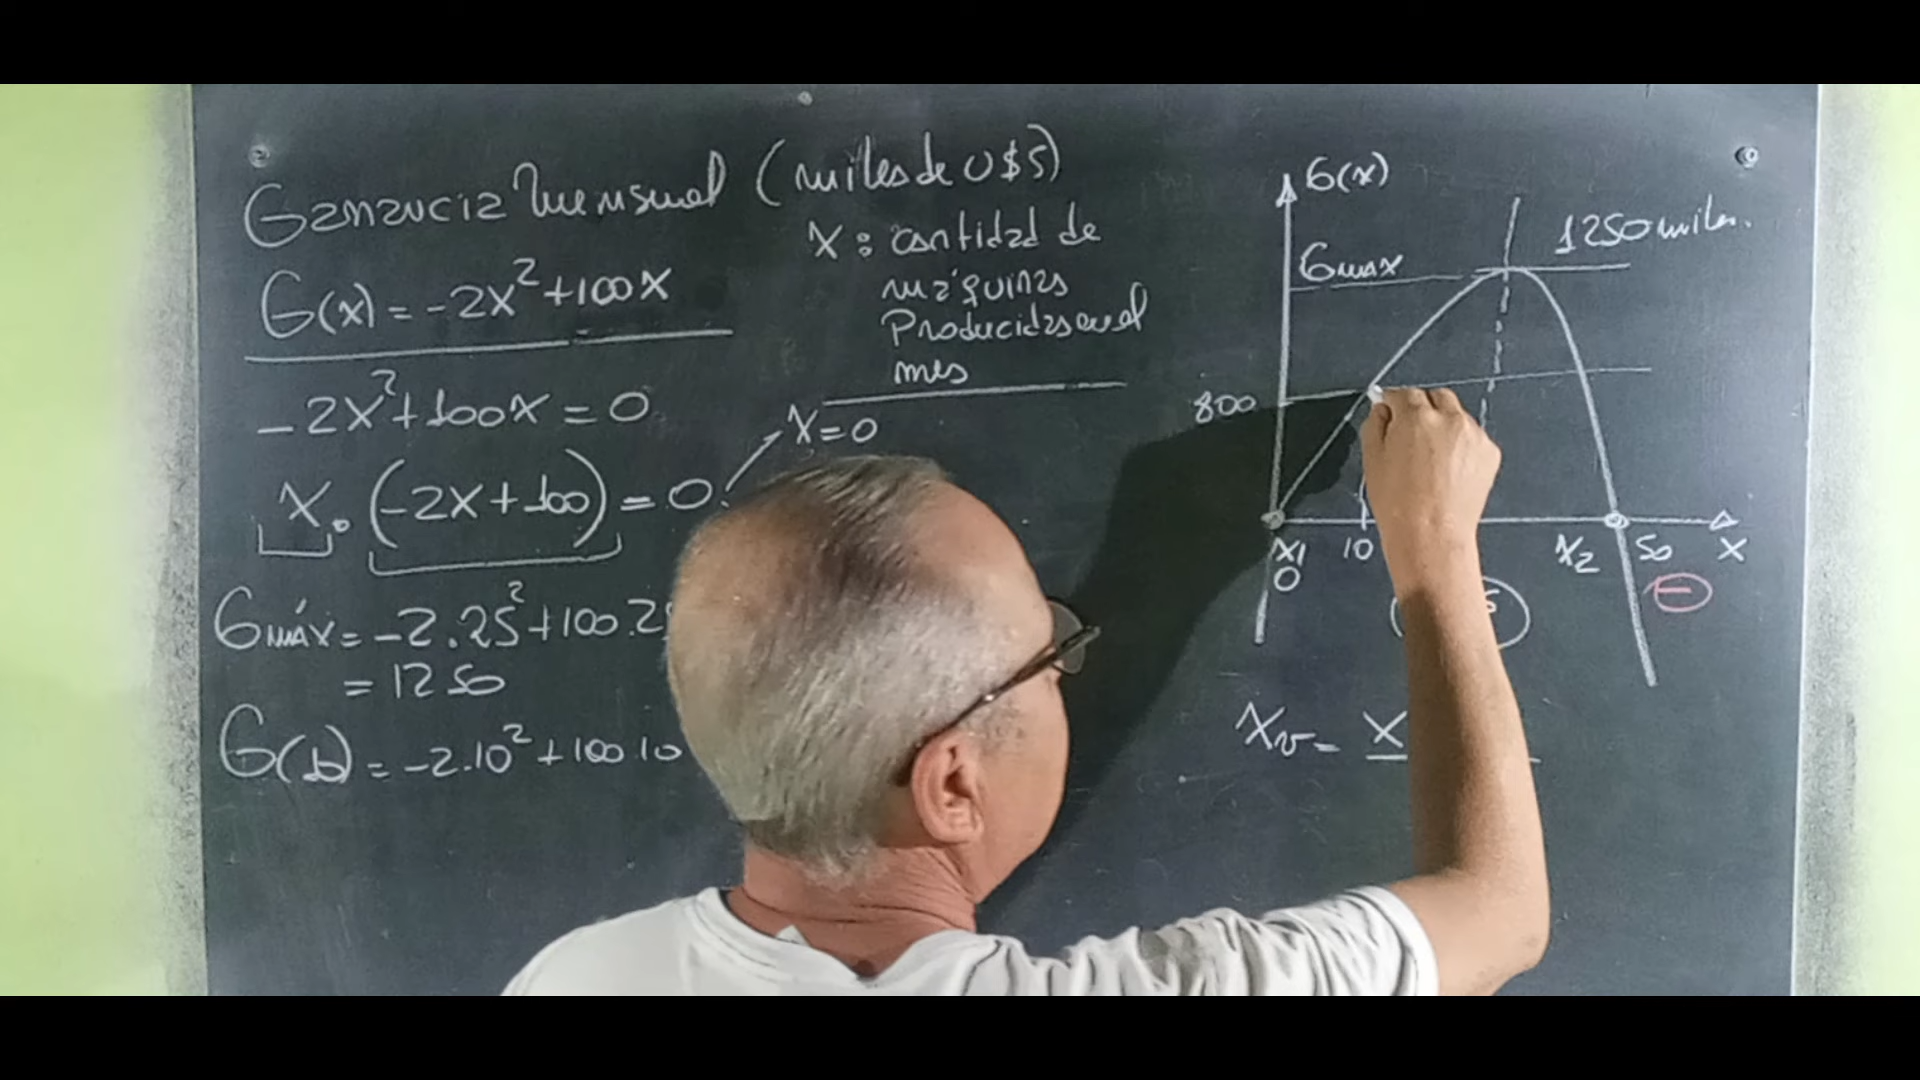 Ganancia mensual (miles de U$S)
G(x) = -2x²+100x
x: cantidad de
máquinas
Producidas en el
mes
-2x²+100x = 0
x=0
x.(-2x+100) = 0
Gmáx = -2.25²+100.25
= 1250
G(10) = -2.10²+100.10
G(x)
1250 miles.
Gmax
800
x1 10 x2 50 x
0
-
xv = x